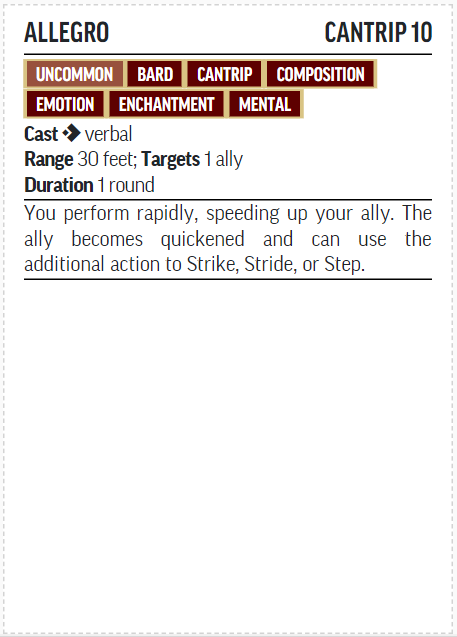 ALLEGRO CANTRIP 10
UNCOMMON BARD CANTRIP COMPOSITION
EMOTION ENCHANTMENT MENTAL
Cast verbal
Range 30 feet; Targets 1 ally
Duration 1 round
You perform rapidly, speeding up your ally. The
ally becomes quickened and can use the
additional action to Strike, Stride, or Step.